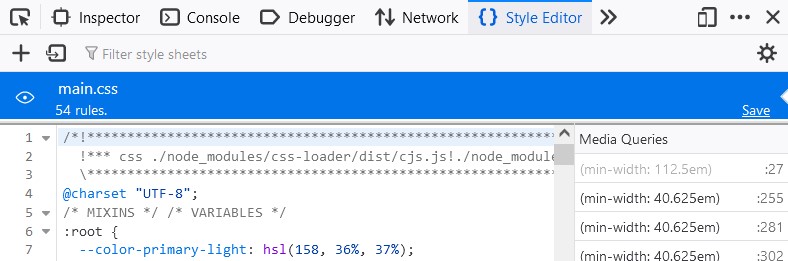 Inspector Console Debugger Network {} Style Editor
Filter style sheets
main.css
54 rules.
Save
1 /*!***********************************************************
2 !*** css ./node_modules/css-loader/dist/cjs.js!./node_module
3 \***********************************************************
4 @charset "UTF-8";
5 /* MIXINS */ /* VARIABLES */
6 :root {
7 --color-primary-light: hsl(158, 36%, 37%);
Media Queries
(min-width: 112.5em) :27
(min-width: 40.625em) :255
(min-width: 40.625em) :281
(min-width: 40.625em) :302